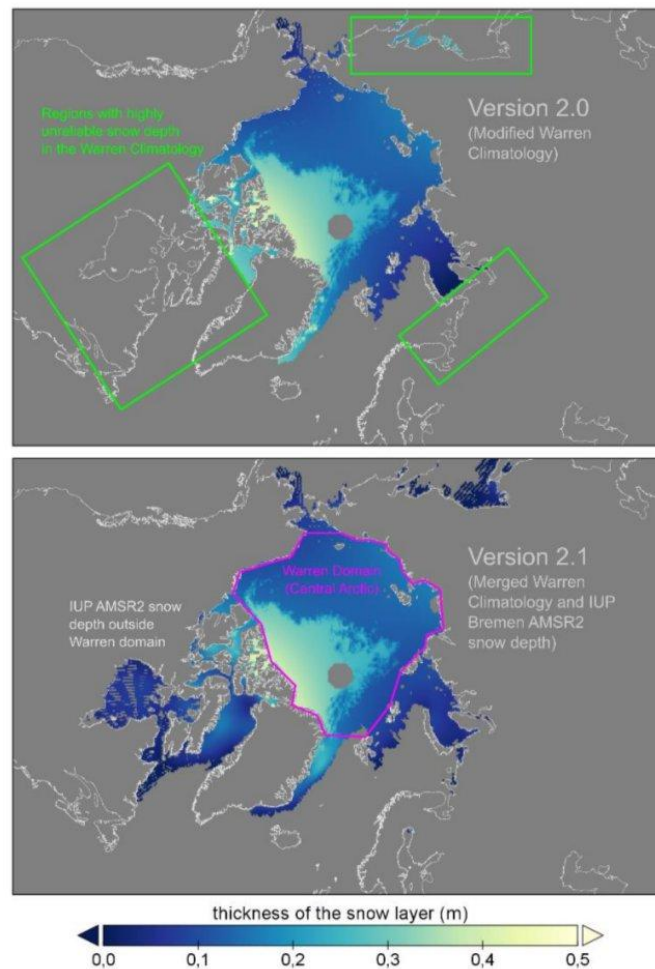 Regions with highly
unreliable snow depth
in the Warren Climatology
Version 2.0
(Modified Warren
Climatology)
Warren Domain
(Central Arctic)
Version 2.1
(Merged Warren
Climatology and IUP
Bremen AMSR2
snow depth)
IUP AMSR2 snow
depth outside
Warren domain
thickness of the snow layer (m)
0,0 0,1 0,2 0,3 0,4 0,5